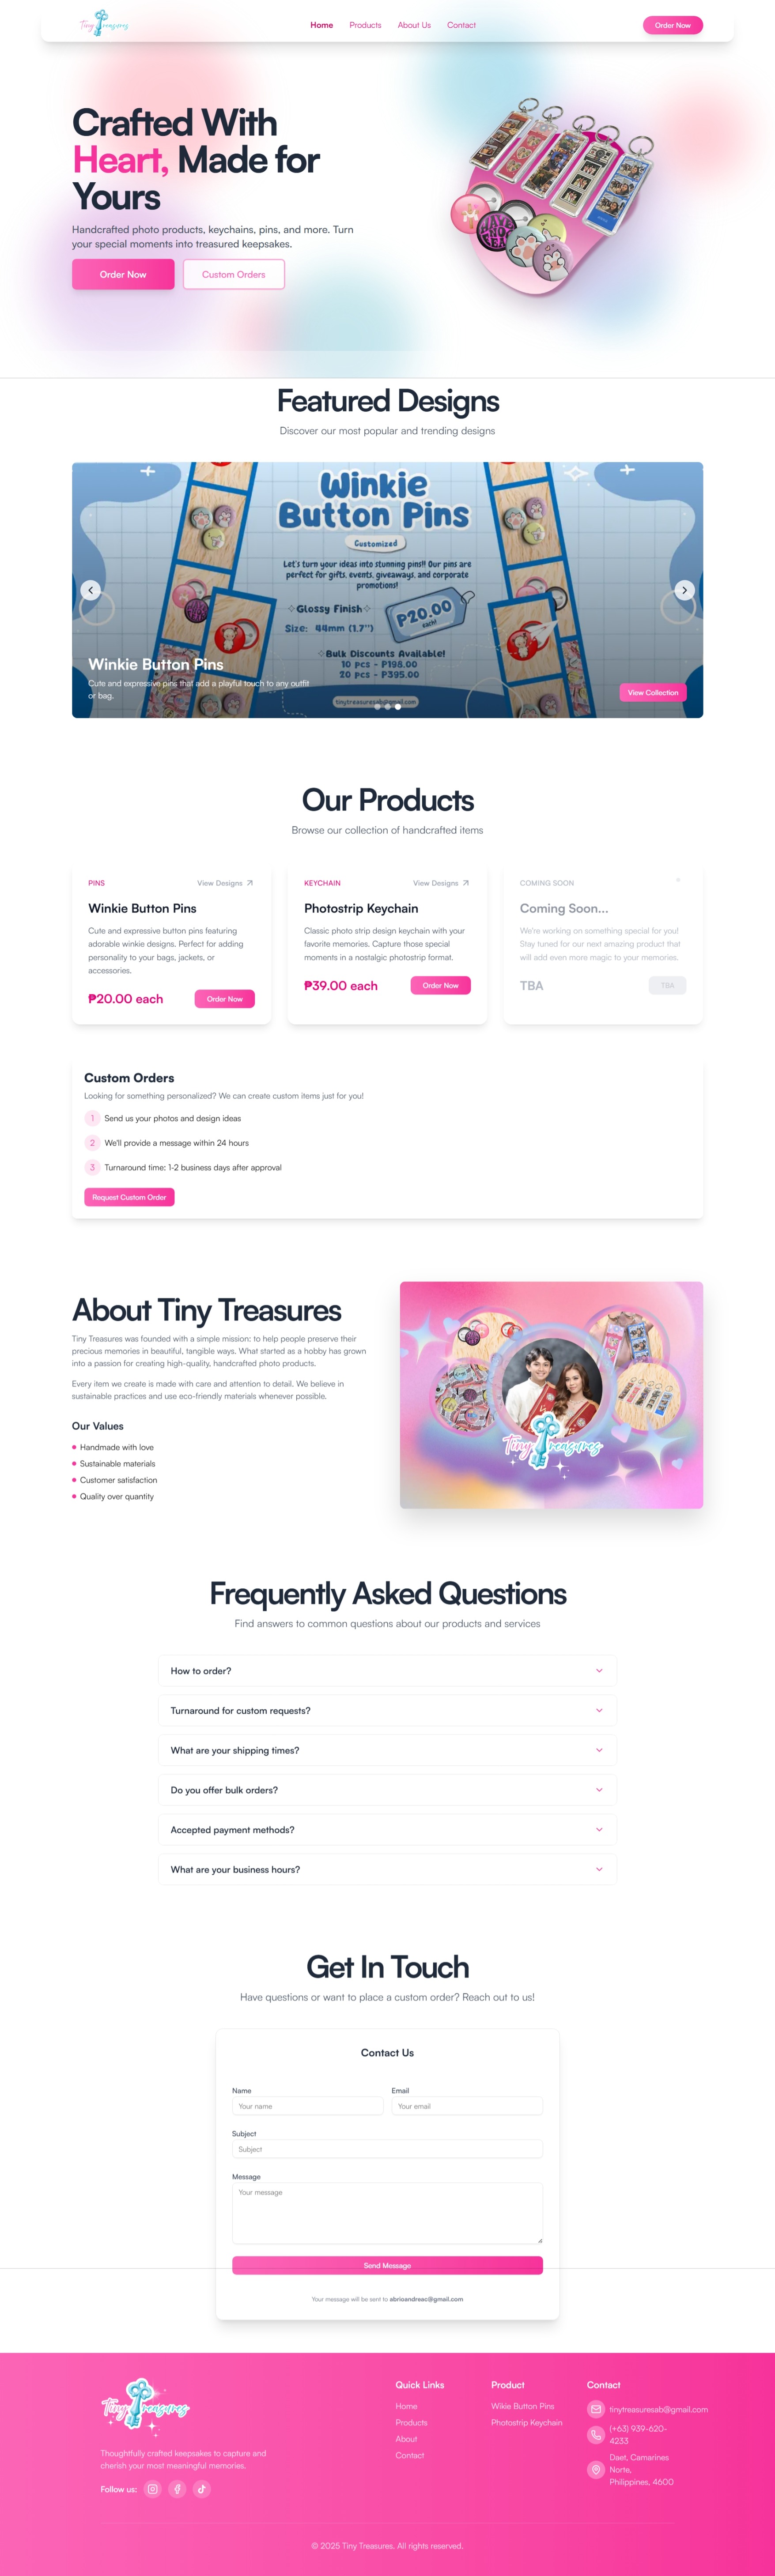 Tiny Treasures
Home
Products
About Us
Contact
Order Now
Crafted With
Heart, Made for
Yours
Handcrafted photo products, keychains, pins, and more. Turn
your special moments into treasured keepsakes.
Order Now
Custom Orders
Featured Designs
Discover our most popular and trending designs
Winkie
Button Pins
Customized
Let's turn your ideas into stunning pins!! Our pins are
perfect for gifts, events, giveaways, and corporate
promotions!
Glossy Finish
Size: 44mm (1.7")
₱20.00
each!
Bulk Discounts Available!
10 pcs - ₱198.00
20 pcs - ₱395.00
tinytreasuresab@gmail.com
Winkie Button Pins
Cute and expressive pins that add a playful touch to any outfit
or bag.
View Collection
Our Products
Browse our collection of handcrafted items
PINS
View Designs
Winkie Button Pins
Cute and expressive button pins featuring
adorable winkie designs. Perfect for adding
personality to your bags, jackets, or
accessories.
₱20.00 each
Order Now
KEYCHAIN
View Designs
Photostrip Keychain
Classic photo strip design keychain with your
favorite memories. Capture those special
moments in a nostalgic photostrip format.
₱39.00 each
Order Now
COMING SOON
Coming Soon...
We're working on something special for you!
Stay tuned for our next amazing product that
will add even more magic to your memories.
TBA
TBA
Custom Orders
Looking for something personalized? We can create custom items just for you!
1 Send us your photos and design ideas
2 We'll provide a message within 24 hours
3 Turnaround time: 1-2 business days after approval
Request Custom Order
About Tiny Treasures
Tiny Treasures was founded with a simple mission: to help people preserve their
precious memories in beautiful, tangible ways. What started as a hobby has grown
into a passion for creating high-quality, handcrafted photo products.
Every item we create is made with care and attention to detail. We believe in
sustainable practices and use eco-friendly materials whenever possible.
Our Values
Handmade with love
Sustainable materials
Customer satisfaction
Quality over quantity
Tiny Treasures
Frequently Asked Questions
Find answers to common questions about our products and services
How to order?
Turnaround for custom requests?
What are your shipping times?
Do you offer bulk orders?
Accepted payment methods?
What are your business hours?
Get In Touch
Have questions or want to place a custom order? Reach out to us!
Contact Us
Name
Email
Your name
Your email
Subject
Subject
Message
Your message
Send Message
Your message will be sent to abrioandreac@gmail.com
Tiny Treasures
Thoughtfully crafted keepsakes to capture and
cherish your most meaningful memories.
Follow us:
Quick Links
Home
Products
About
Contact
Product
Wikie Button Pins
Photostrip Keychain
Contact
tinytreasuresab@gmail.com
(+63) 939-620-
4233
Daet, Camarines
Norte,
Philippines, 4600
© 2025 Tiny Treasures. All rights reserved.